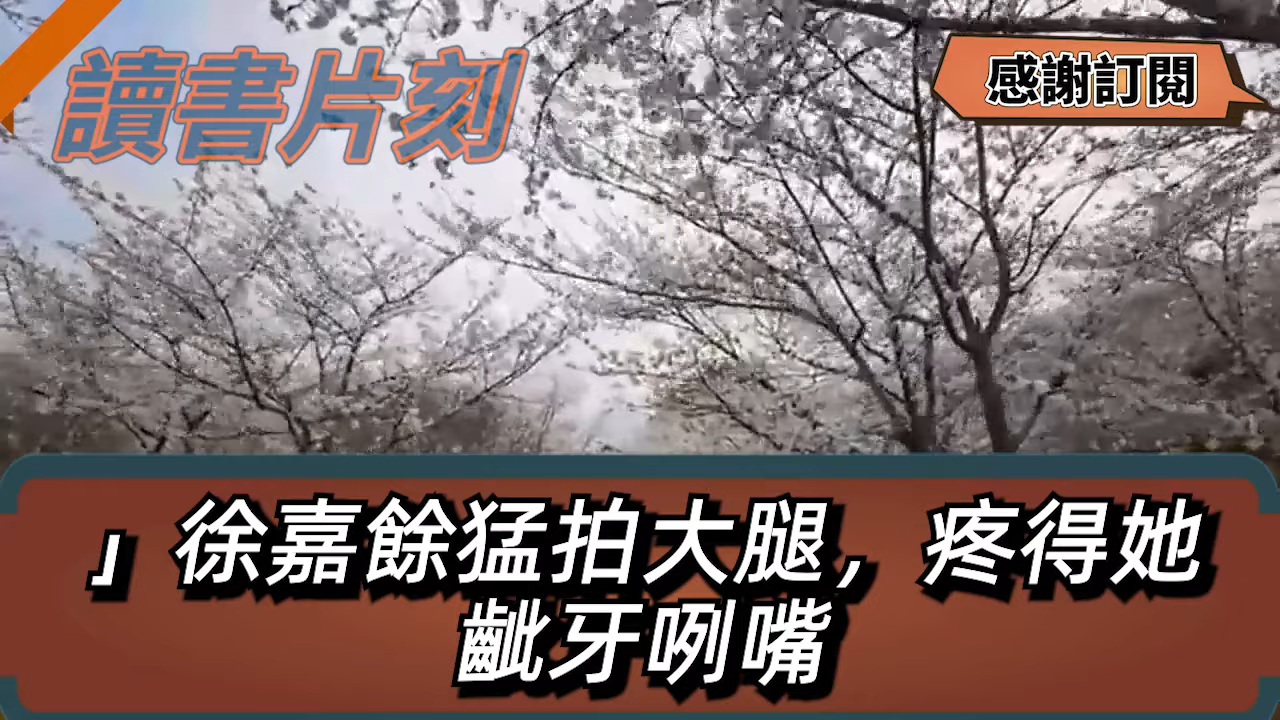 讀書片刻
感謝訂閱
」徐嘉餘猛拍大腿，疼得她
齜牙咧嘴